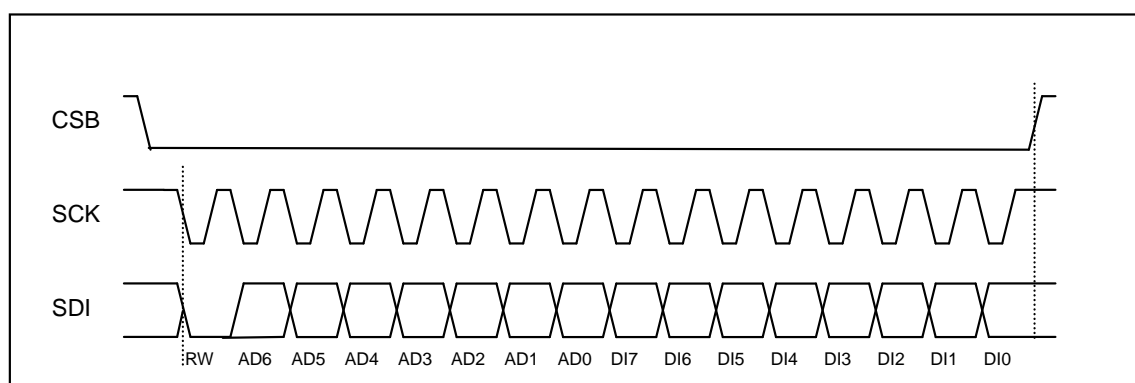 CSB
SCK
SDI
RW AD6 AD5 AD4 AD3 AD2 AD1 AD0 DI7 DI6 DI5 DI4 DI3 DI2 DI1 DI0